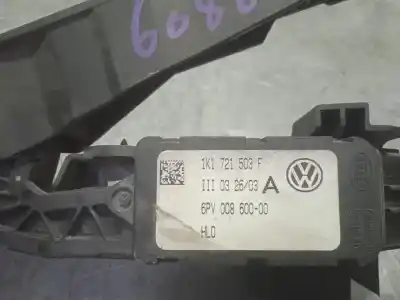 1K1 721 503 F
III 03 26/03 A
6PV 008 600-00
HLO